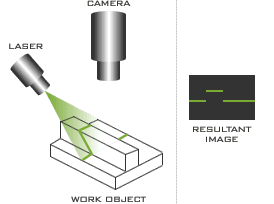 CAMERA
LASER
RESULTANT
IMAGE
WORK OBJECT